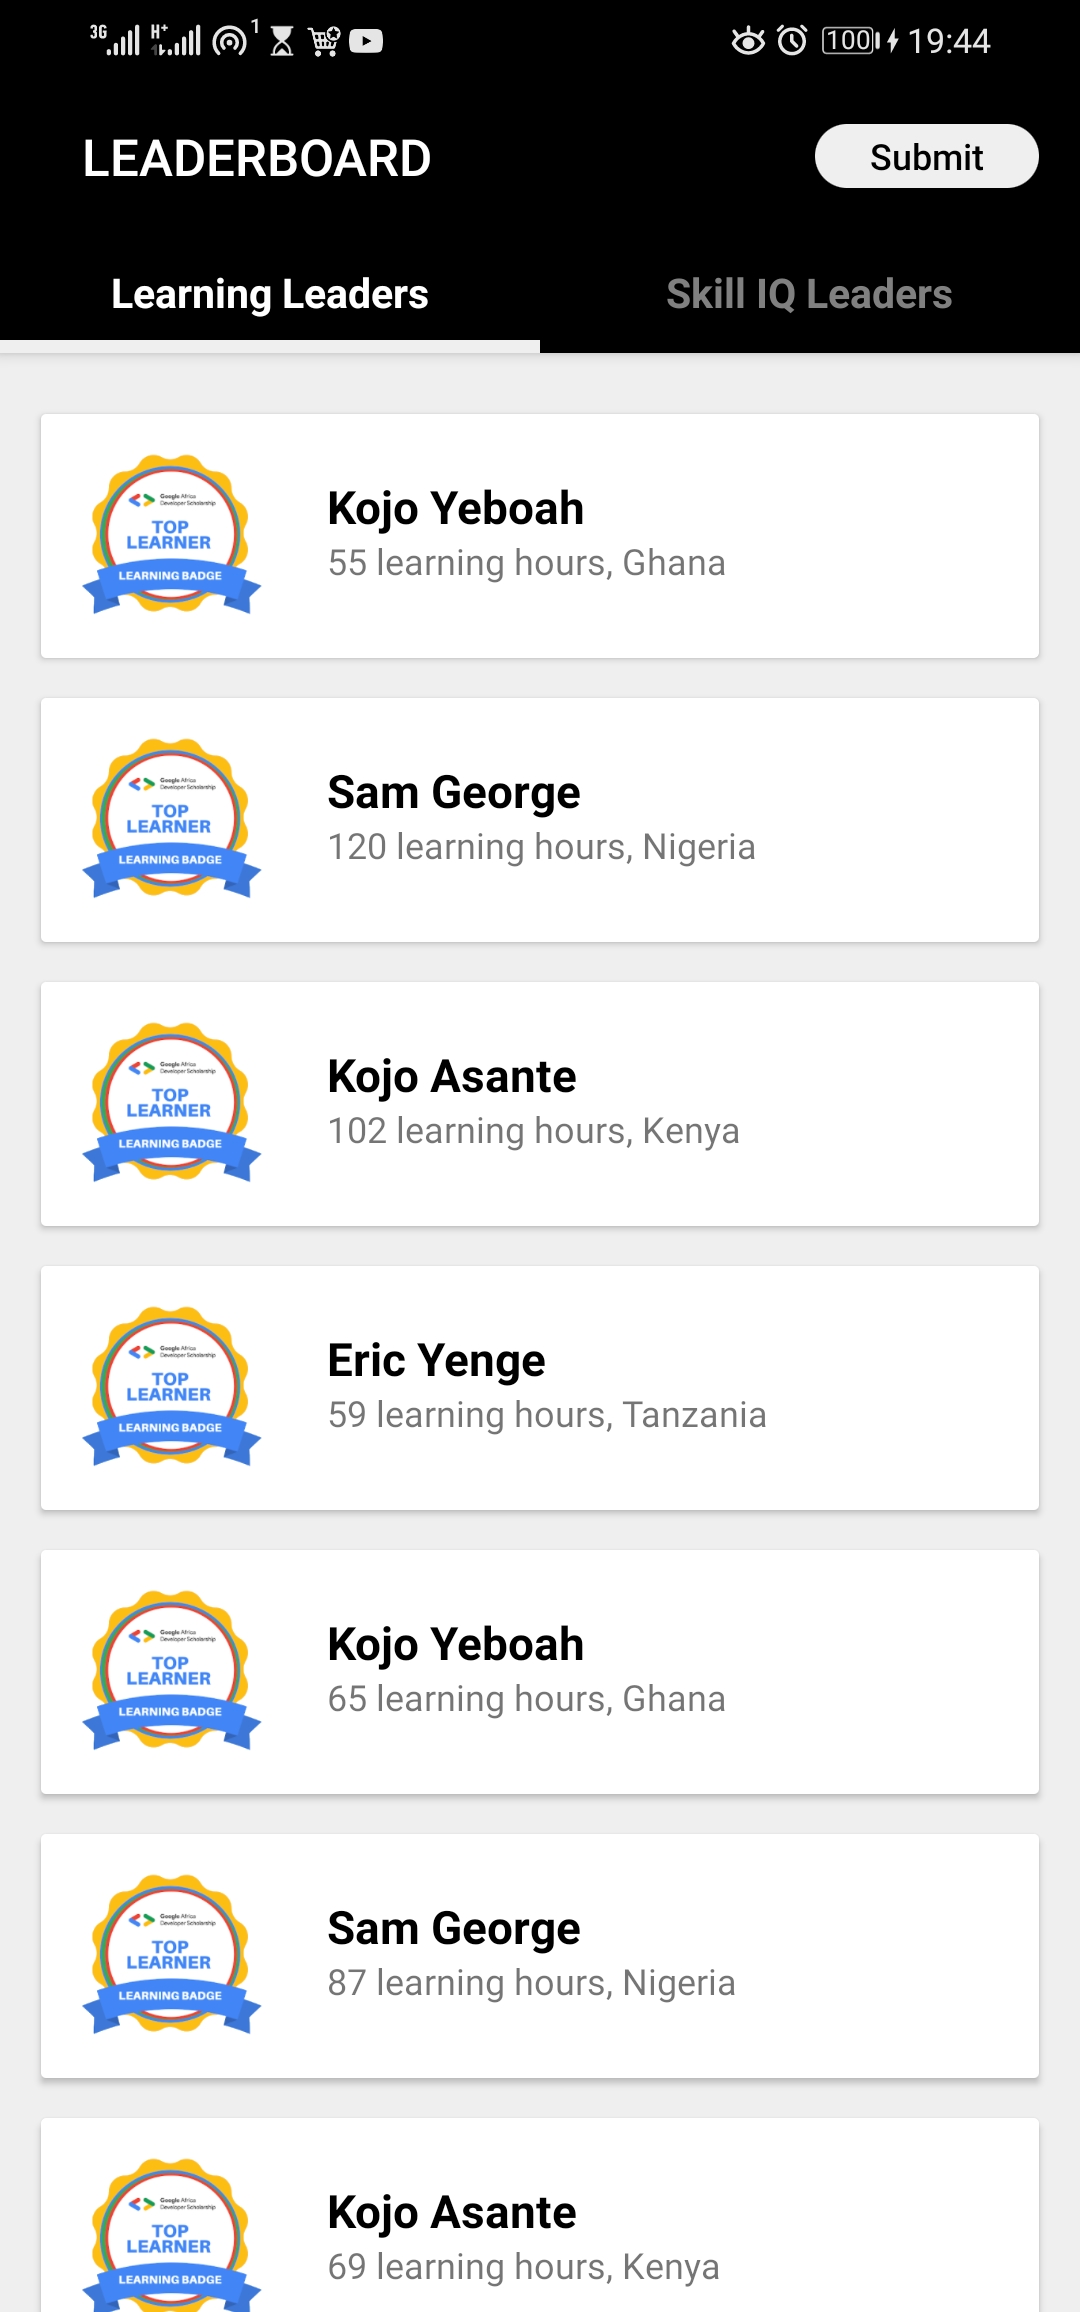 3G H+ 1 100 19:44
LEADERBOARD Submit
Learning Leaders Skill IQ Leaders
Google Africa
Developer Scholarship
TOP
LEARNER
LEARNING BADGE
Kojo Yeboah
55 learning hours, Ghana
Google Africa
Developer Scholarship
TOP
LEARNER
LEARNING BADGE
Sam George
120 learning hours, Nigeria
Google Africa
Developer Scholarship
TOP
LEARNER
LEARNING BADGE
Kojo Asante
102 learning hours, Kenya
Google Africa
Developer Scholarship
TOP
LEARNER
LEARNING BADGE
Eric Yenge
59 learning hours, Tanzania
Google Africa
Developer Scholarship
TOP
LEARNER
LEARNING BADGE
Kojo Yeboah
65 learning hours, Ghana
Google Africa
Developer Scholarship
TOP
LEARNER
LEARNING BADGE
Sam George
87 learning hours, Nigeria
Google Africa
Developer Scholarship
TOP
LEARNER
LEARNING BADGE
Kojo Asante
69 learning hours, Kenya